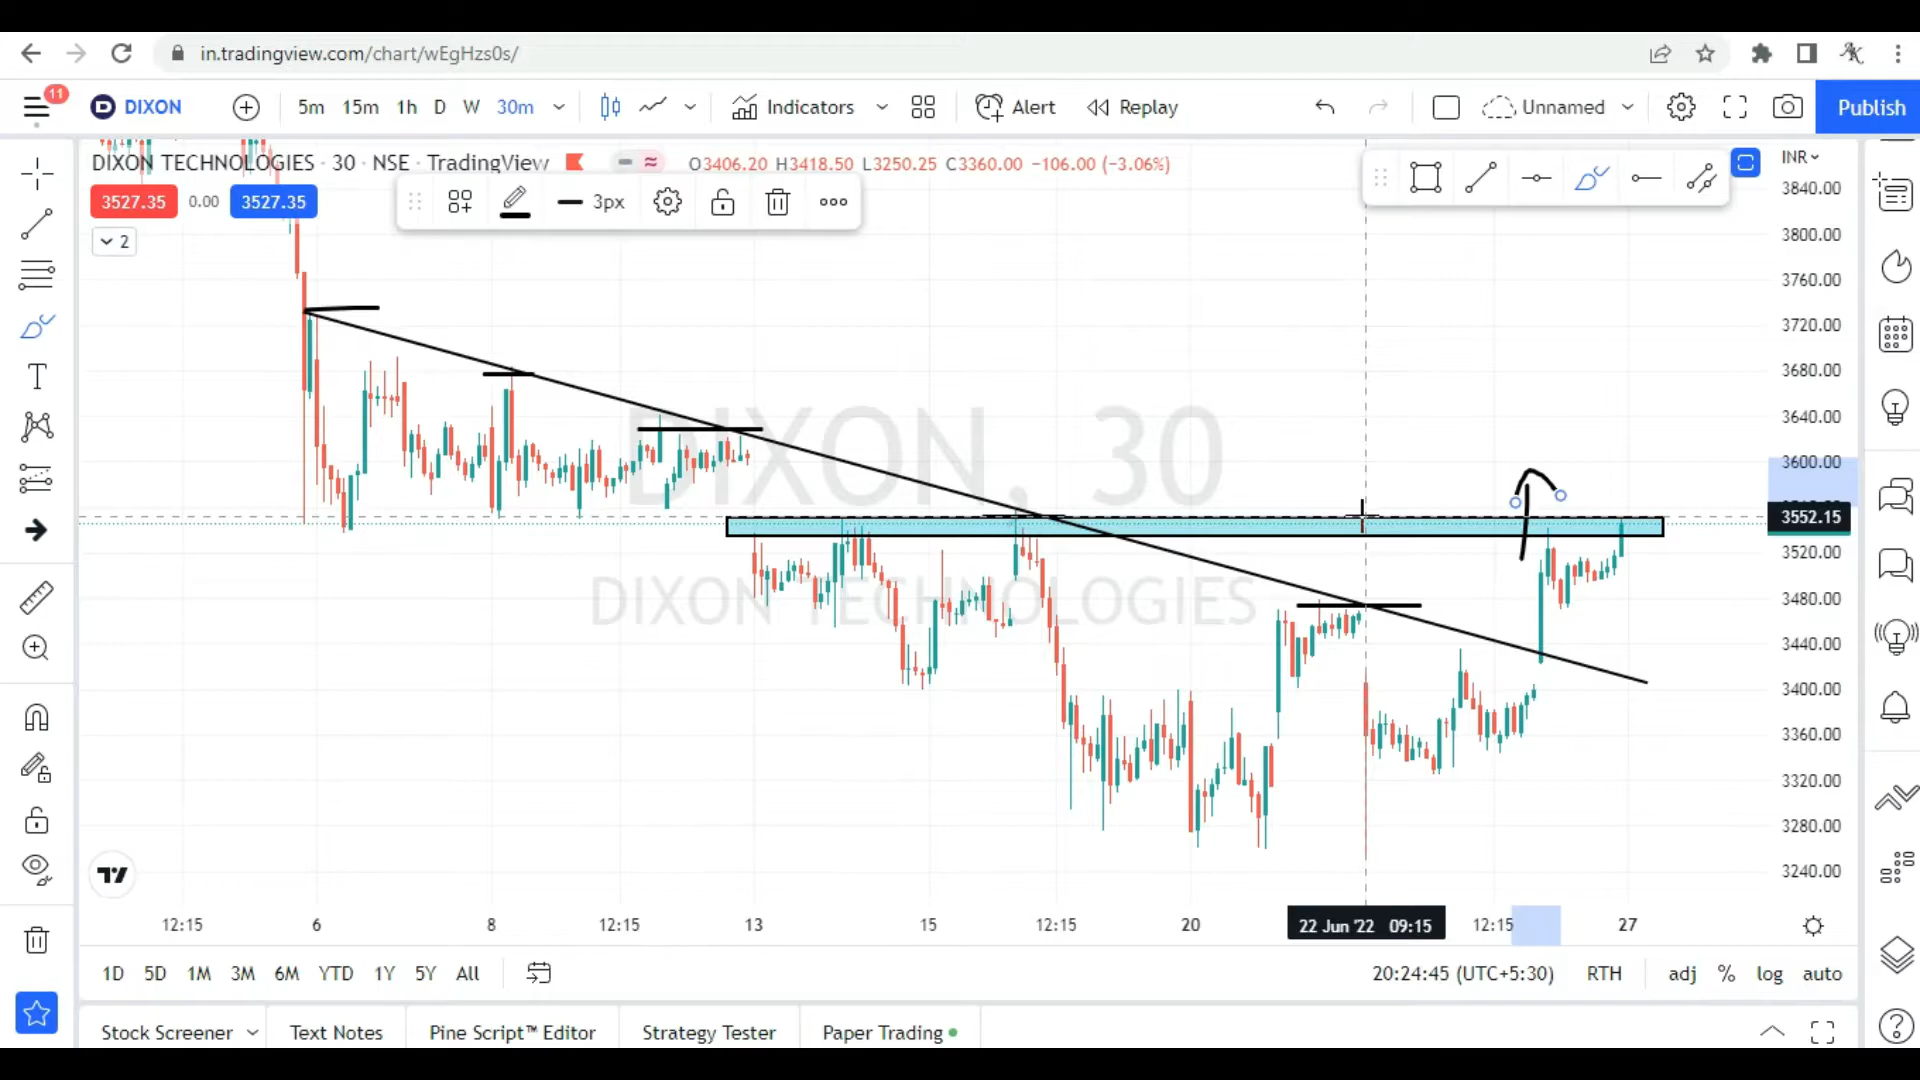 in.tradingview.com/chart/wEgHzs0s/
11
DIXON 5m 15m 1h D W 30m Indicators Alert Replay Unnamed Publish
DIXON TECHNOLOGIES · 30 · NSE · TradingView O3406.20 H3418.50 L3250.25 C3360.00 −106.00 (−3.06%)
INR
3527.35 0.00 3527.35
3px
2
3840.00
3800.00
3760.00
3720.00
3680.00
3640.00
3600.00
3552.15
3520.00
3480.00
3440.00
3400.00
3360.00
3320.00
3280.00
3240.00
DIXON, 30
DIXON TECHNOLOGIES
12:15 6 8 12:15 13 15 12:15 20 22 Jun '22 09:15 12:15 27
1D 5D 1M 3M 6M YTD 1Y 5Y All 20:24:45 (UTC+5:30) RTH adj % log auto
Stock Screener Text Notes Pine Script™ Editor Strategy Tester Paper Trading